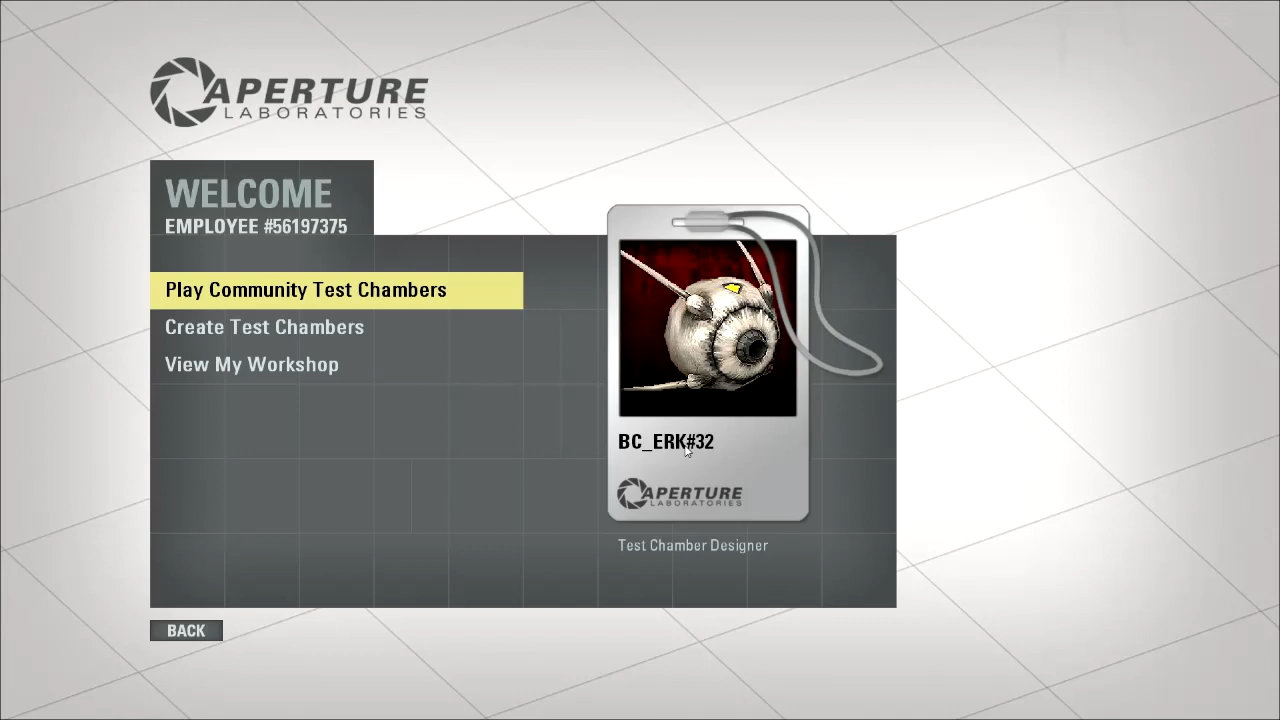 APERTURE
LABORATORIES
WELCOME
EMPLOYEE #56197375
Play Community Test Chambers
Create Test Chambers
View My Workshop
BC_ERK#32
APERTURE
LABORATORIES
Test Chamber Designer
BACK